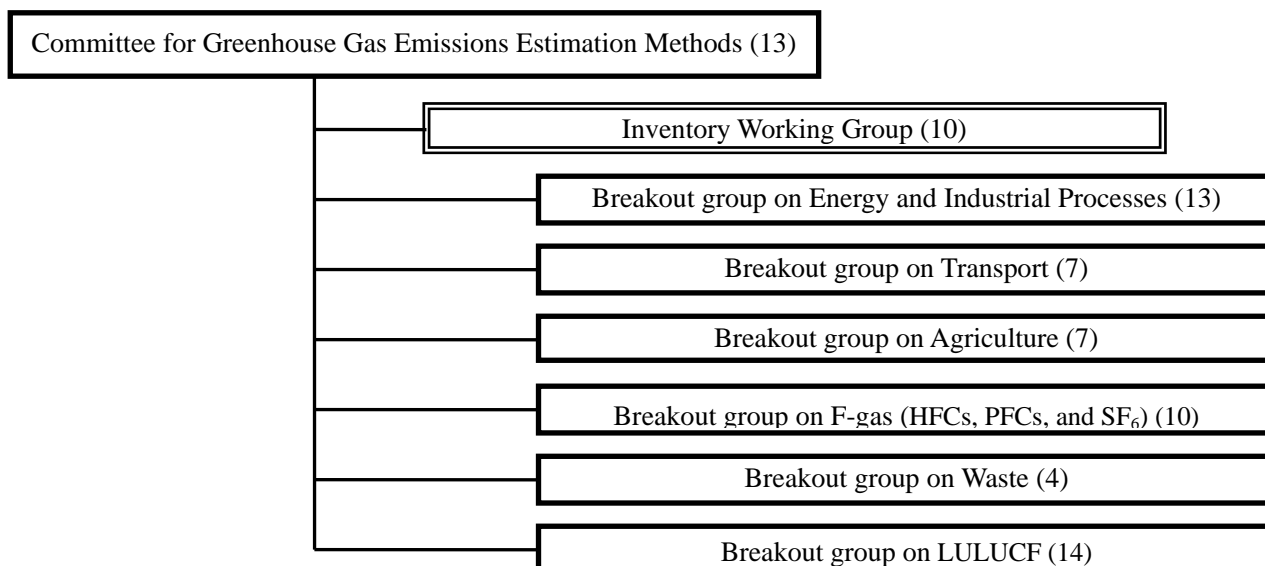 Committee for Greenhouse Gas Emissions Estimation Methods (13)
Inventory Working Group (10)
Breakout group on Energy and Industrial Processes (13)
Breakout group on Transport (7)
Breakout group on Agriculture (7)
Breakout group on F-gas (HFCs, PFCs, and SF₆) (10)
Breakout group on Waste (4)
Breakout group on LULUCF (14)